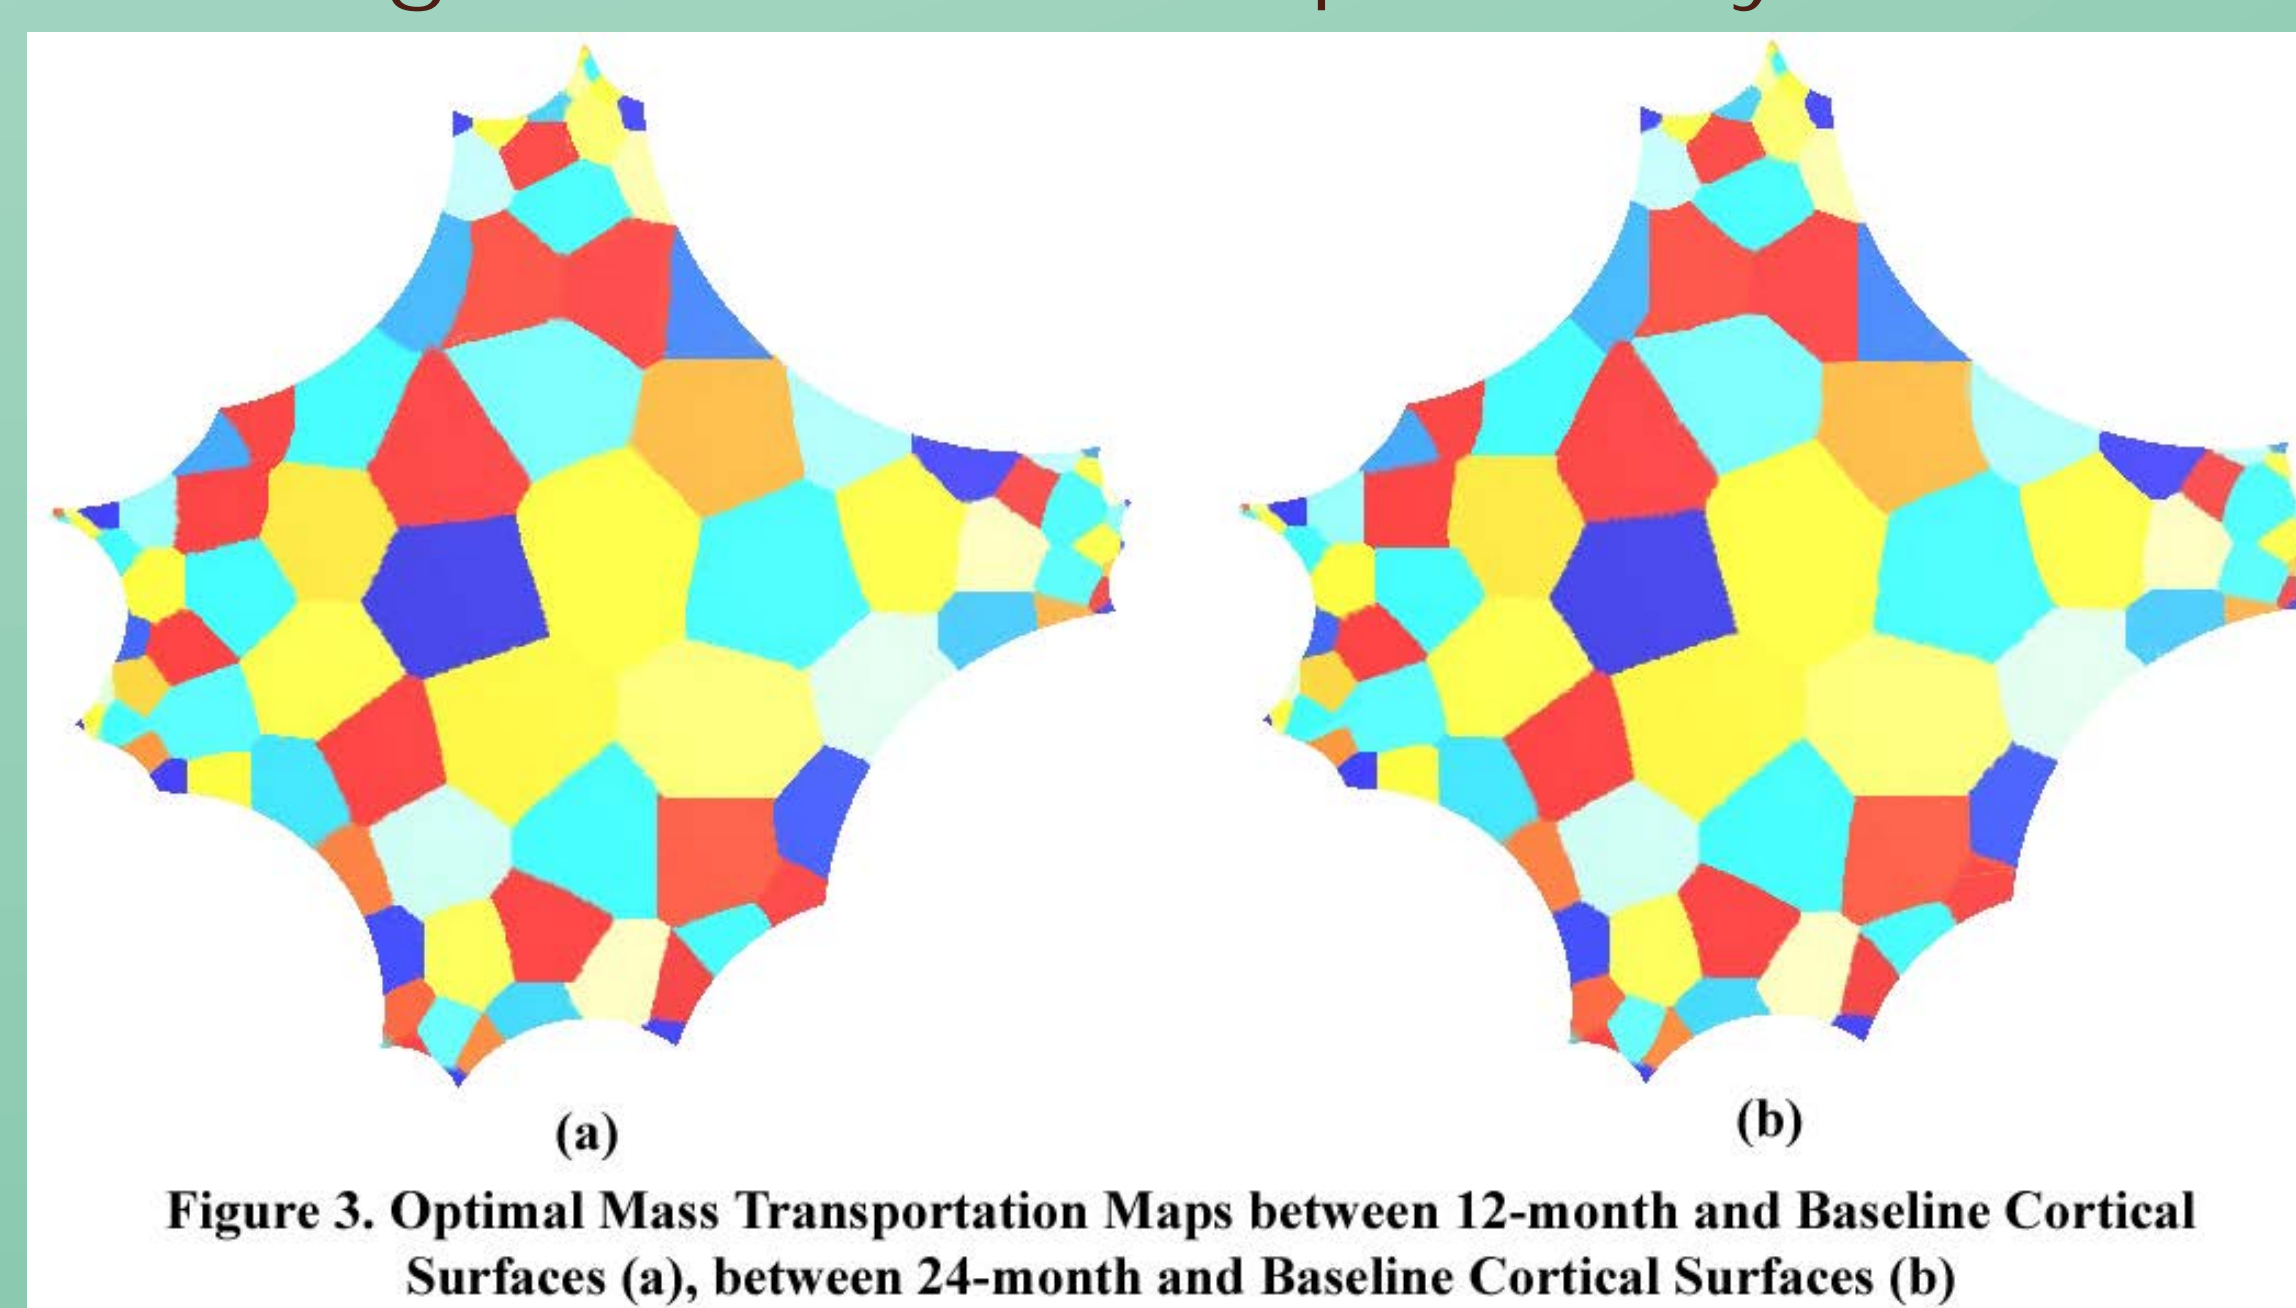 (a)
(b)
Figure 3. Optimal Mass Transportation Maps between 12-month and Baseline Cortical
Surfaces (a), between 24-month and Baseline Cortical Surfaces (b)